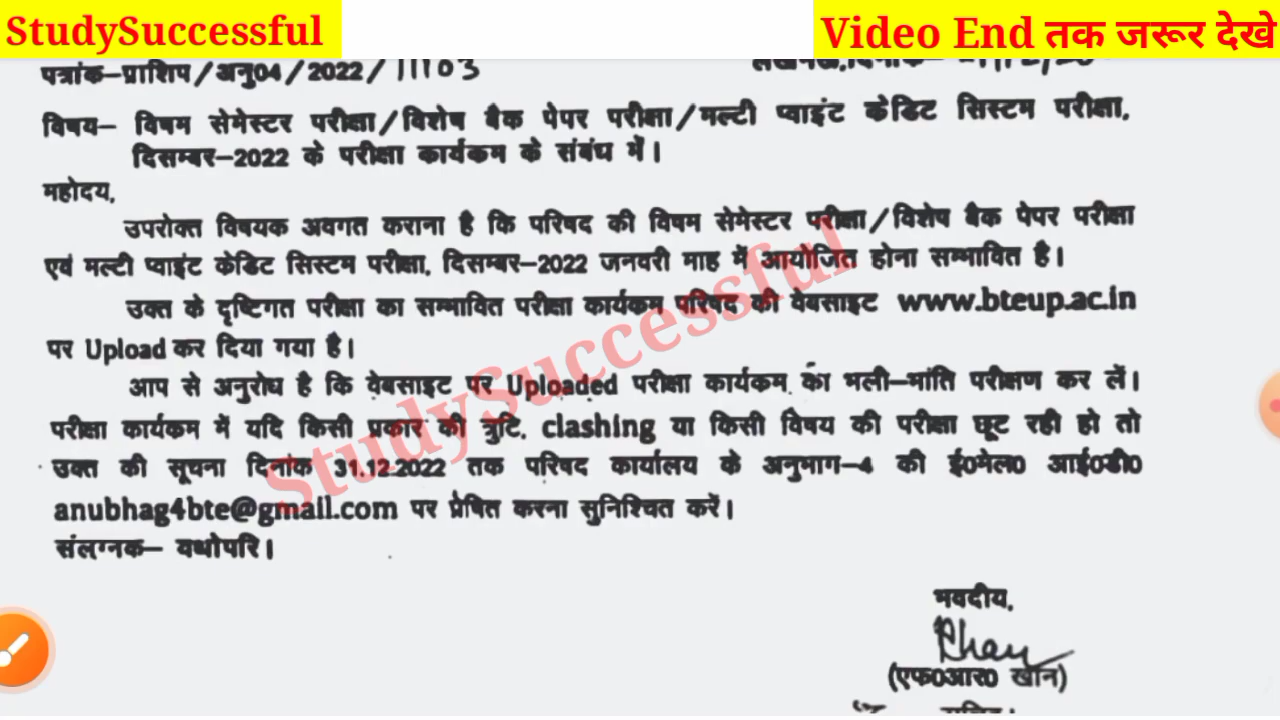 StudySuccessful
Video End तक जरूर देखे
पत्रांक–प्राशिप/अनु04/2022/11103
विषय– विषम सेमेस्टर परीक्षा/विशेष बैक पेपर परीक्षा/मल्टी प्वाइंट केडिट सिस्टम परीक्षा,
दिसम्बर–2022 के परीक्षा कार्यकम के संबंध में।
महोदय,
उपरोक्त विषयक अवगत कराना है कि परिषद की विषम सेमेस्टर परीक्षा/विशेष बैक पेपर परीक्षा
एवं मल्टी प्वाइंट केडिट सिस्टम परीक्षा, दिसम्बर–2022 जनवरी माह में आयोजित होना सम्भावित है।
उक्त के दृष्टिगत परीक्षा का सम्भावित परीक्षा कार्यकम परिषद की वेबसाइट www.bteup.ac.in
पर Upload कर दिया गया है।
आप से अनुरोध है कि वेबसाइट पर Uploaded परीक्षा कार्यकम का भली–भांति परीक्षण कर लें।
परीक्षा कार्यकम में यदि किसी प्रकार की त्रुटि, clashing या किसी विषय की परीक्षा छूट रही हो तो
उक्त की सूचना दिनांक 31.12.2022 तक परिषद कार्यालय के अनुभाग–4 की ई0मेल0 आई0डी0
anubhag4bte@gmail.com पर प्रेषित करना सुनिश्चित करें।
संलग्नक– यथोपरि।
StudySuccessful
भवदीय,
(एफ0आर0 खान)